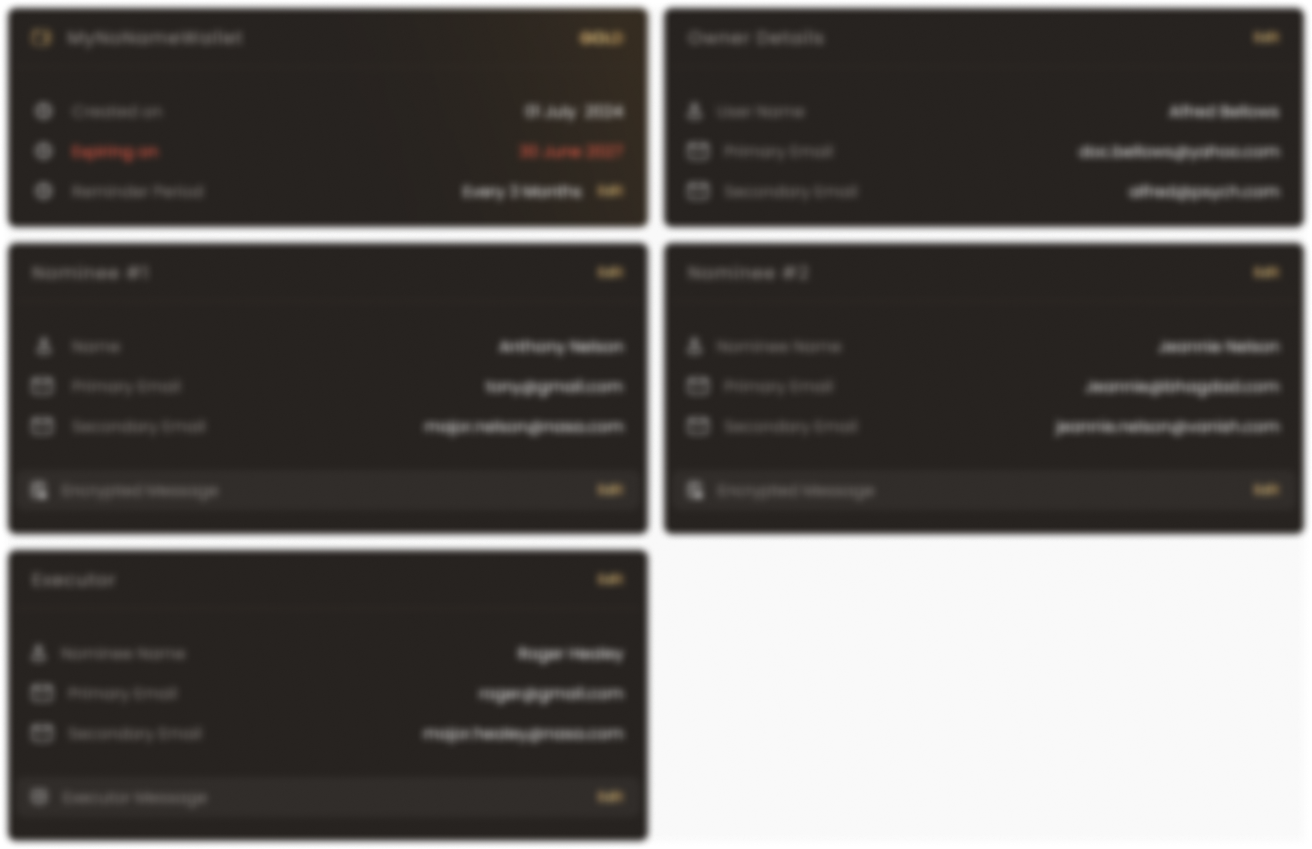 MyNoNameWallet GOLD
Created on 01 July 2024
Expiring on 30 June 2027
Reminder Period Every 3 Months Edit
Owner Details Edit
User Name Alfred Bellows
Primary Email doc.bellows@yahoo.com
Secondary Email alfred@psych.com
Nominee #1 Edit
Name Anthony Nelson
Primary Email tony@gmail.com
Secondary Email major.nelson@nasa.com
Encrypted Message Edit
Nominee #2 Edit
Nominee Name Jeannie Nelson
Primary Email Jeannie@bhagdad.com
Secondary Email jeannie.nelson@vanish.com
Encrypted Message Edit
Executor Edit
Nominee Name Roger Healey
Primary Email roger@gmail.com
Secondary Email major.healey@nasa.com
Executor Message Edit